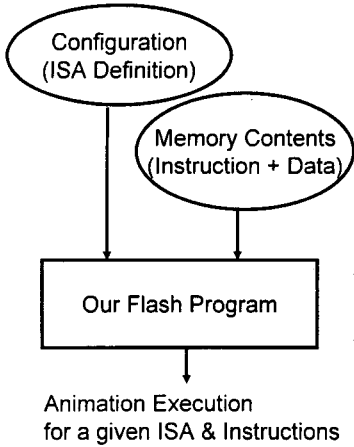 Configuration
(ISA Definition)
Memory Contents
(Instruction + Data)
Our Flash Program
Animation Execution
for a given ISA & Instructions